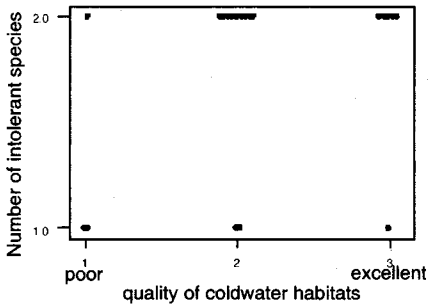 Number of intolerant species
2.0
1.0
1 2 3
poor excellent
quality of coldwater habitats